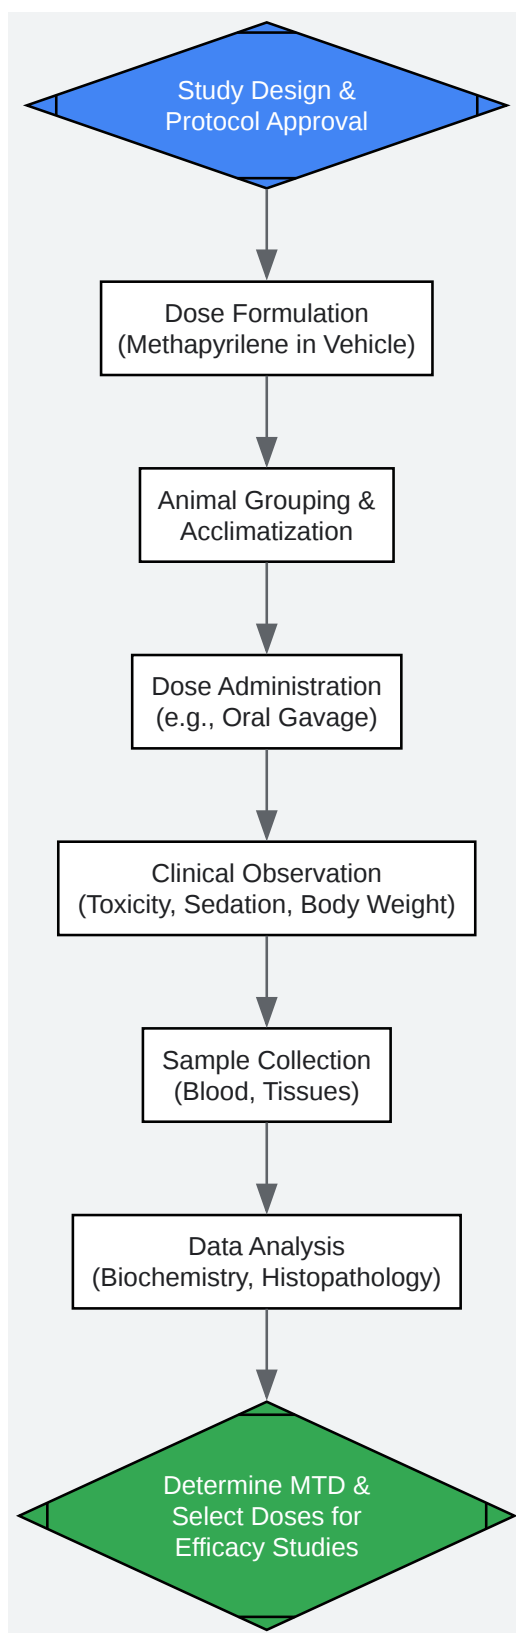 Study Design &
Protocol Approval
Dose Formulation
(Methapyrilene in Vehicle)
Animal Grouping &
Acclimatization
Dose Administration
(e.g., Oral Gavage)
Clinical Observation
(Toxicity, Sedation, Body Weight)
Sample Collection
(Blood, Tissues)
Data Analysis
(Biochemistry, Histopathology)
Determine MTD &
Select Doses for
Efficacy Studies